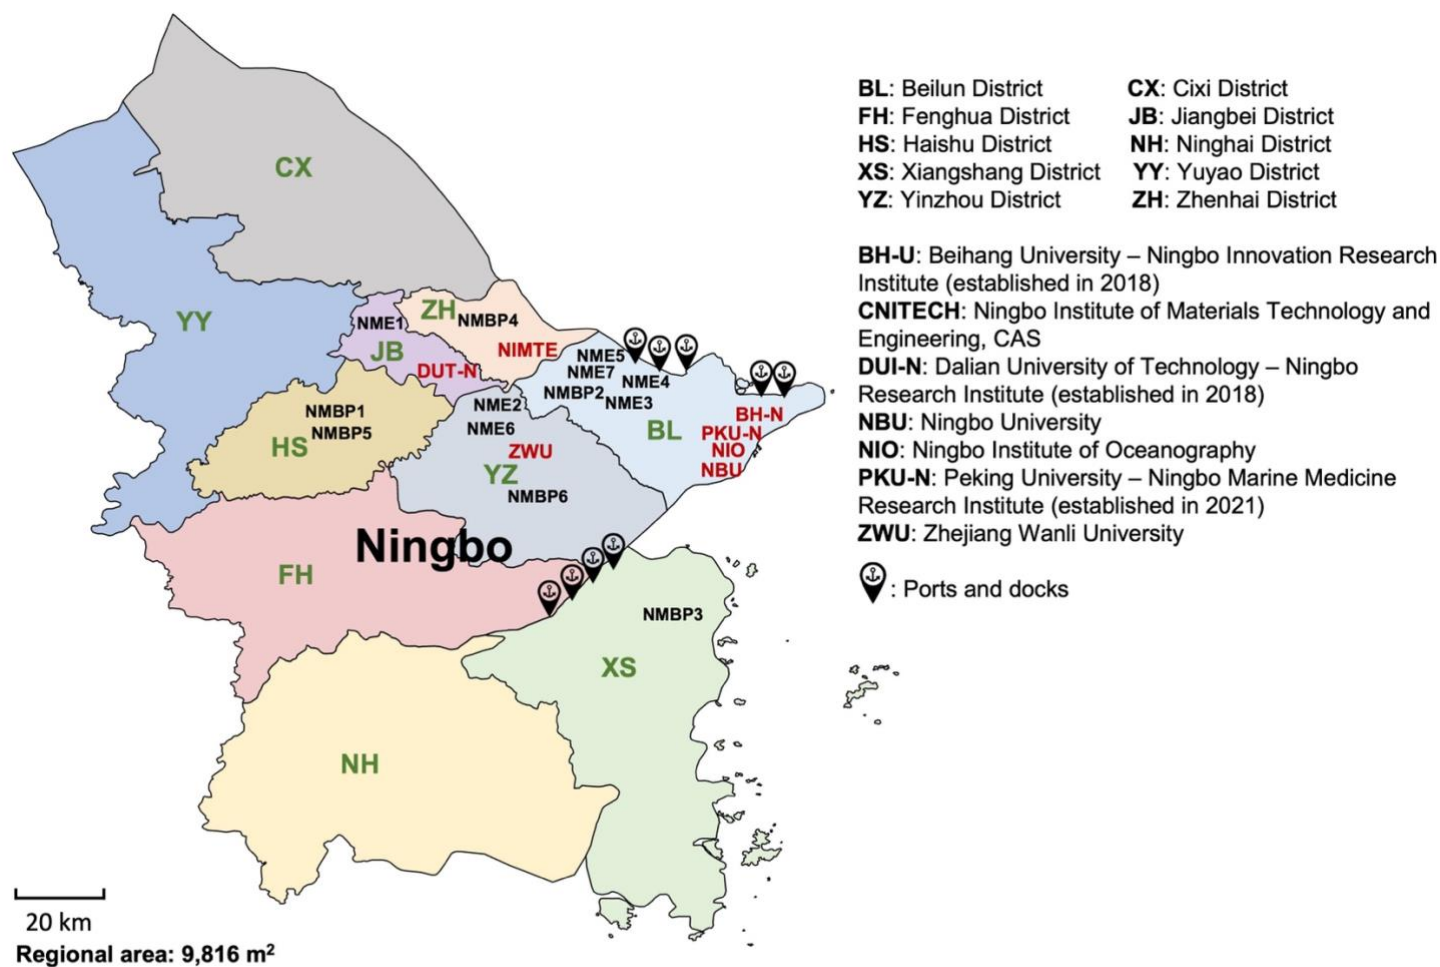 CX
YY
NME1
ZH
NMBP4
JB
NIMTE
DUT-N
NME5
NME7
NME4
NMBP2
NME3
BH-N
PKU-N
NIO
NBU
BL
NMBP1
NMBP5
HS
NME2
NME6
ZWU
YZ
NMBP6
Ningbo
FH
NMBP3
XS
NH
20 km
Regional area: 9,816 m²
BL: Beilun District CX: Cixi District
FH: Fenghua District JB: Jiangbei District
HS: Haishu District NH: Ninghai District
XS: Xiangshang District YY: Yuyao District
YZ: Yinzhou District ZH: Zhenhai District
BH-U: Beihang University – Ningbo Innovation Research
Institute (established in 2018)
CNITECH: Ningbo Institute of Materials Technology and
Engineering, CAS
DUI-N: Dalian University of Technology – Ningbo
Research Institute (established in 2018)
NBU: Ningbo University
NIO: Ningbo Institute of Oceanography
PKU-N: Peking University – Ningbo Marine Medicine
Research Institute (established in 2021)
ZWU: Zhejiang Wanli University
: Ports and docks